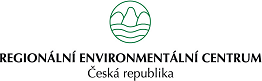 REGIONÁLNÍ ENVIRONMENTÁLNÍ CENTRUM
Česká republika